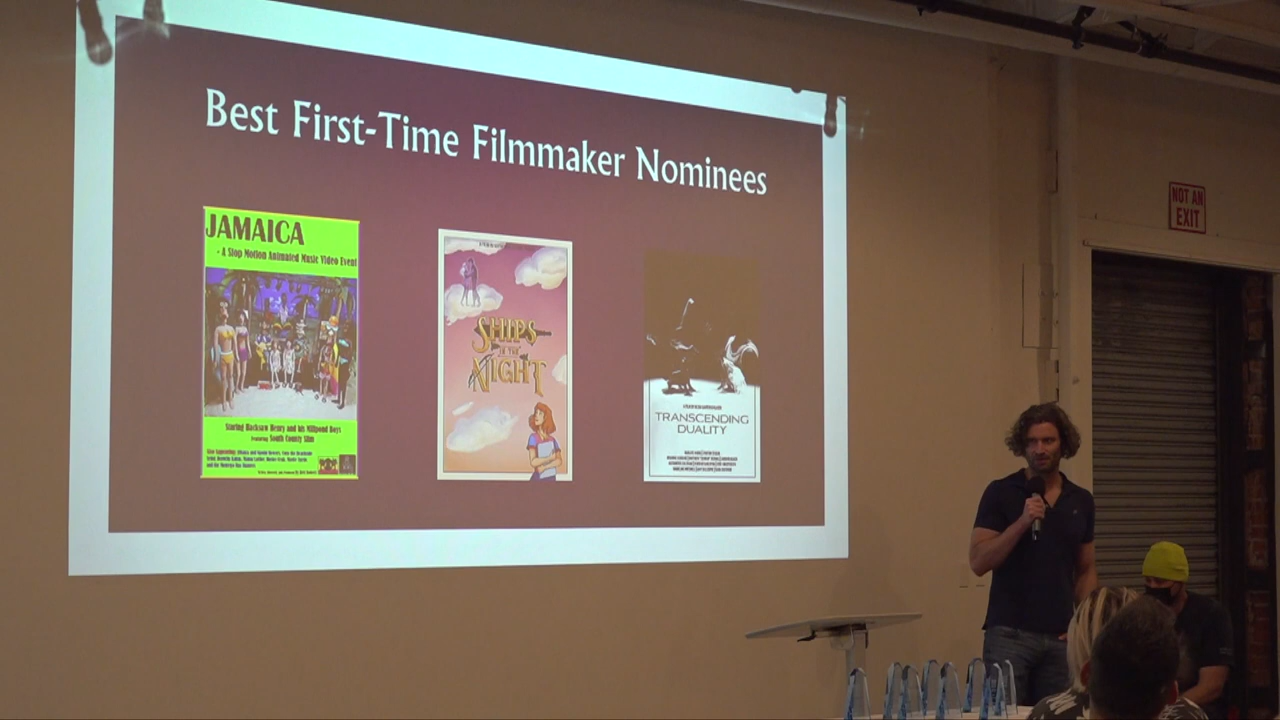 Best First-Time Filmmaker Nominees
JAMAICA
- A Stop Motion Animated Music Video Event
Starring Hacksaw Henry and his Millpond Boys
Featuring South County Slim
SHIPS
IN THE
NIGHT
TRANSCENDING
DUALITY
NOT AN
EXIT